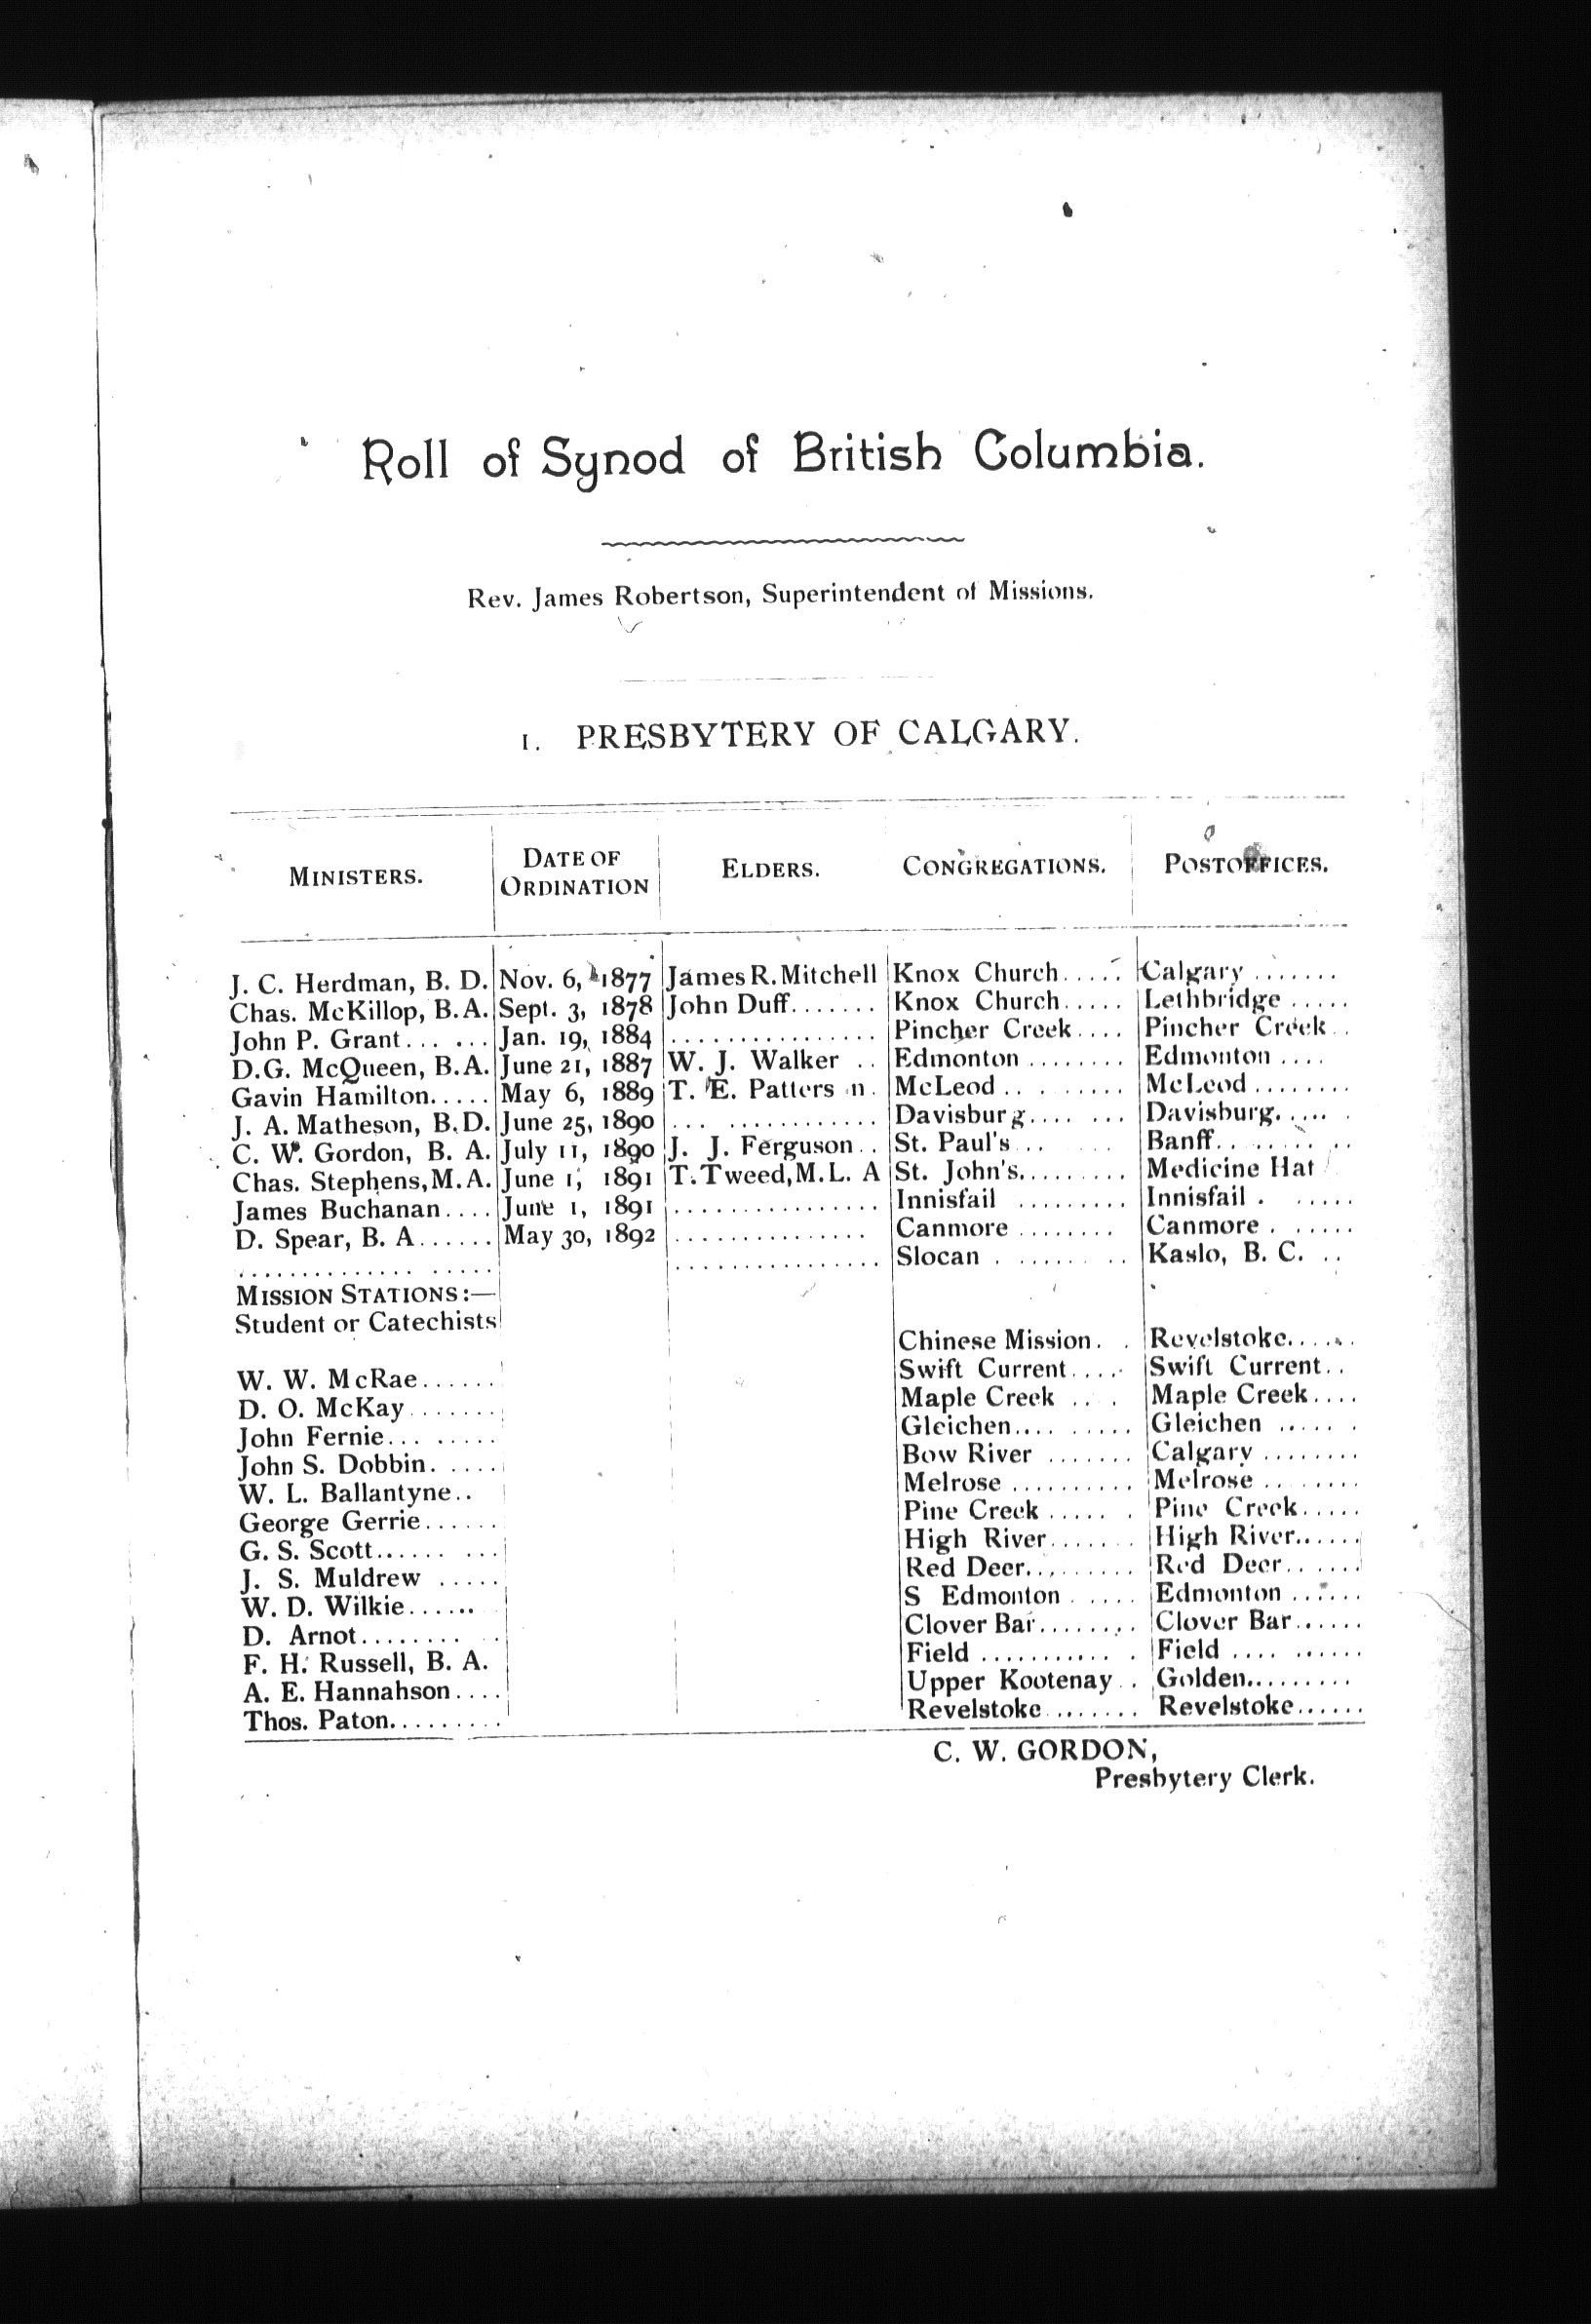 Roll of Synod of British Columbia.
Rev. James Robertson, Superintendent of Missions.
1. PRESBYTERY OF CALGARY.
MINISTERS. DATE OF ORDINATION ELDERS. CONGREGATIONS. POSTOFFICES.
J. C. Herdman, B. D. Nov. 6, 1877 James R. Mitchell Knox Church..... Calgary.......
Chas. McKillop, B.A. Sept. 3, 1878 John Duff....... Knox Church..... Lethbridge.....
John P. Grant... ... Jan. 19, 1884 ................ Pincher Creek.... Pincher Creek..
D.G. McQueen, B.A. June 21, 1887 W. J. Walker .. Edmonton ........ Edmonton ....
Gavin Hamilton..... May 6, 1889 T. E. Patters n. McLeod .. ....... McLeod........
J. A. Matheson, B.D. June 25, 1890 ... ............ Davisburg.... ... Davisburg..... .
C. W. Gordon, B. A. July 11, 1890 J. J. Ferguson.. St. Paul's... Banff.. ...... ..
Chas. Stephens, M.A. June 1, 1891 T. Tweed, M.L. A St. John's......... Medicine Hat
James Buchanan.... June 1, 1891 ................ Innisfail ......... Innisfail . ......
D. Spear, B. A...... May 30, 1892 ............... Canmore ........ Canmore . ......
.............. ..... ................ Slocan . ...... .. Kaslo, B. C. ..
MISSION STATIONS:—
Student or Catechists
Chinese Mission. . Revelstoke......
W. W. McRae...... Swift Current..... Swift Current..
D. O. McKay....... Maple Creek .. . Maple Creek....
John Fernie... ..... Gleichen.... ..... Gleichen ..... .
John S. Dobbin. .... Bow River ....... Calgary ........
W. L. Ballantyne.. Melrose .......... Melrose ........
George Gerrie...... Pine Creek ..... . Pine Creek.....
G. S. Scott...... ... High River....... High River......
J. S. Muldrew ..... Red Deer......... Red Deer......
W. D. Wilkie...... S Edmonton ..... Edmonton ......
D. Arnot........ . Clover Bar........ Clover Bar......
F. H. Russell, B. A. Field ........... . Field .... ......
A. E. Hannahson.... Upper Kootenay .. Golden.........
Thos. Paton......... Revelstoke ....... Revelstoke......
C. W. GORDON,
Presbytery Clerk.